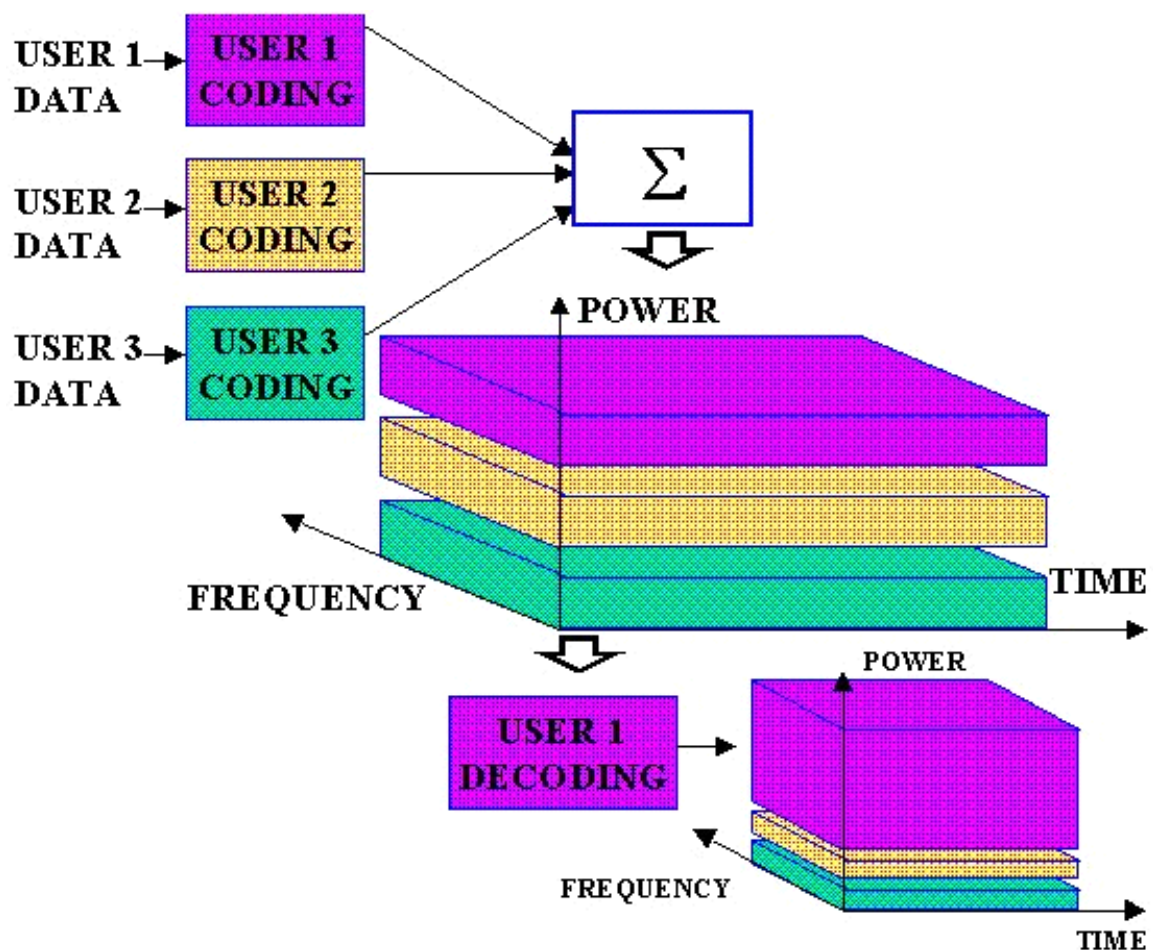 USER 1
DATA
USER 1
CODING
USER 2
DATA
USER 2
CODING
USER 3
DATA
USER 3
CODING
Σ
POWER
FREQUENCY
TIME
USER 1
DECODING
POWER
FREQUENCY
TIME